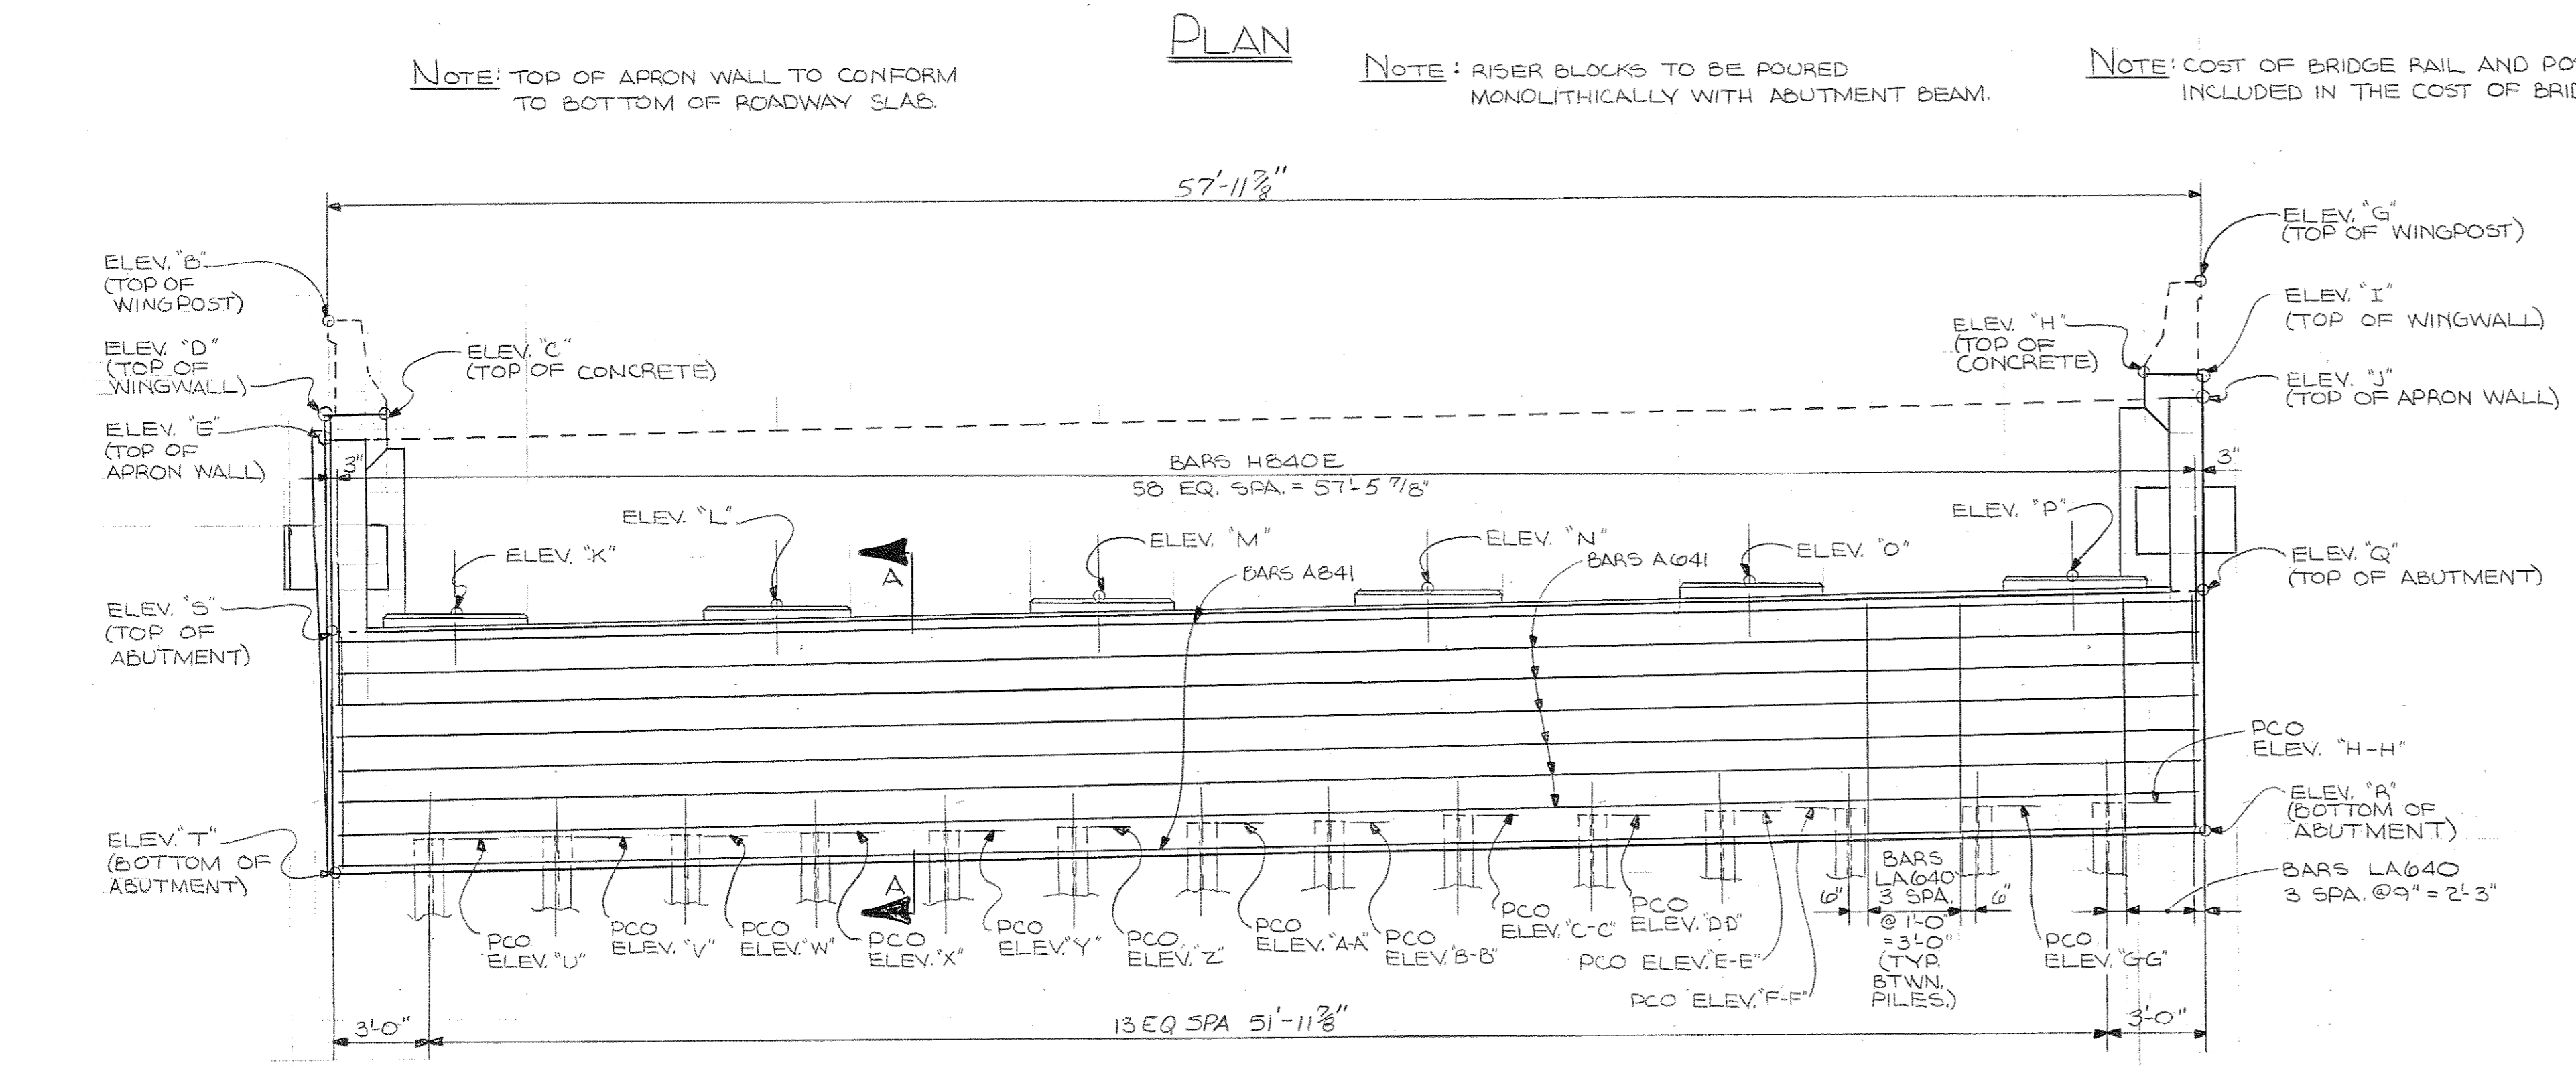 PLAN
NOTE: TOP OF APRON WALL TO CONFORM
TO BOTTOM OF ROADWAY SLAB.
NOTE: RISER BLOCKS TO BE POURED
MONOLITHICALLY WITH ABUTMENT BEAM.
NOTE: COST OF BRIDGE RAIL AND
INCLUDED IN THE COST OF
57'-11 7/8"
ELEV. "B"
(TOP OF
WINGPOST)
ELEV. "D"
(TOP OF
WINGWALL)
ELEV. "E"
(TOP OF
APRON WALL)
ELEV. "C"
(TOP OF CONCRETE)
ELEV. "G"
(TOP OF WINGPOST)
ELEV. "H"
(TOP OF
CONCRETE)
ELEV. "I"
(TOP OF WINGWALL)
ELEV. "J"
(TOP OF APRON WALL)
3"
BARS H840E
58 EQ. SPA. = 57'-5 7/8"
3"
ELEV. "K"
ELEV. "L"
A
ELEV. "M"
BARS A841
ELEV. "N"
BARS A641
ELEV. "O"
ELEV. "P"
ELEV. "Q"
(TOP OF ABUTMENT)
ELEV. "S"
(TOP OF
ABUTMENT)
PCO
ELEV. "H-H"
ELEV. "R"
(BOTTOM OF
ABUTMENT)
ELEV. "T"
(BOTTOM OF
ABUTMENT)
A
BARS
LA640
3 SPA.
@ 1'-0"
=3'-0"
(TYP.
BTWN.
PILES.)
6"
6"
BARS LA640
3 SPA. @9" = 2'-3"
PCO
ELEV. "U"
PCO
ELEV. "V"
PCO
ELEV. "W"
PCO
ELEV. "X"
PCO
ELEV. "Y"
PCO
ELEV. "Z"
PCO
ELEV. "A-A"
PCO
ELEV. "B-B"
PCO
ELEV. "C-C"
PCO
ELEV. "D-D"
PCO ELEV. "E-E"
PCO ELEV. "F-F"
PCO
ELEV. "G-G"
3'-0"
13 EQ SPA 51'-11 7/8"
3'-0"